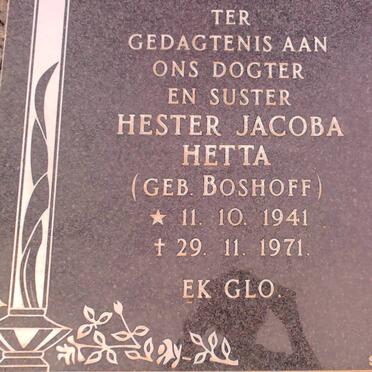 TER
GEDAGTENIS AAN
ONS DOGTER
EN SUSTER
HESTER JACOBA
HETTA
(GEB. BOSHOFF)
★ 11. 10. 1941
† 29. 11. 1971.
EK GLO.